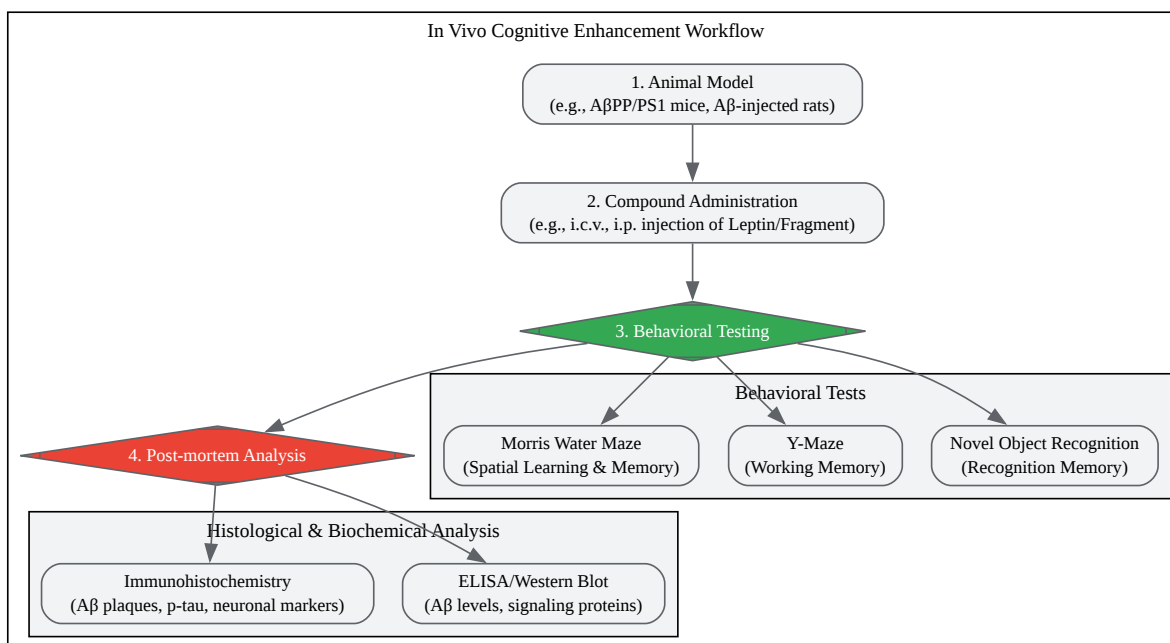 In Vivo Cognitive Enhancement Workflow
1. Animal Model
(e.g., AβPP/PS1 mice, Aβ-injected rats)
2. Compound Administration
(e.g., i.c.v., i.p. injection of Leptin/Fragment)
3. Behavioral Testing
Behavioral Tests
Morris Water Maze
(Spatial Learning & Memory)
Y-Maze
(Working Memory)
Novel Object Recognition
(Recognition Memory)
4. Post-mortem Analysis
Histological & Biochemical Analysis
Immunohistochemistry
(Aβ plaques, p-tau, neuronal markers)
ELISA/Western Blot
(Aβ levels, signaling proteins)